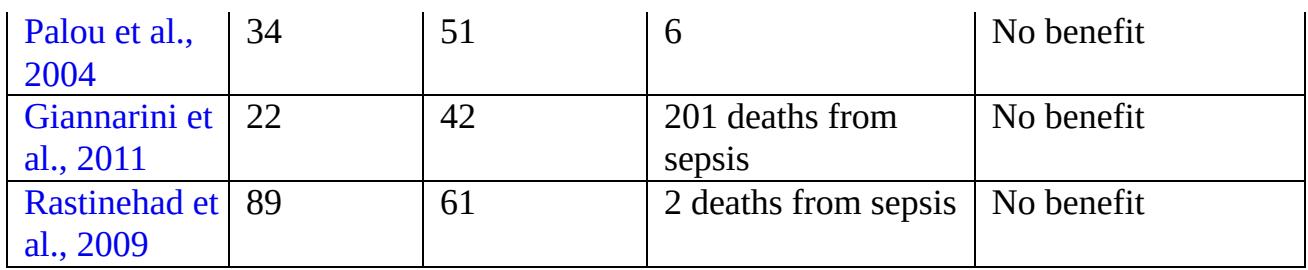 Palou et al., 34 51 6 No benefit
2004
Giannarini et 22 42 201 deaths from No benefit
al., 2011 sepsis
Rastinehad et 89 61 2 deaths from sepsis No benefit
al., 2009